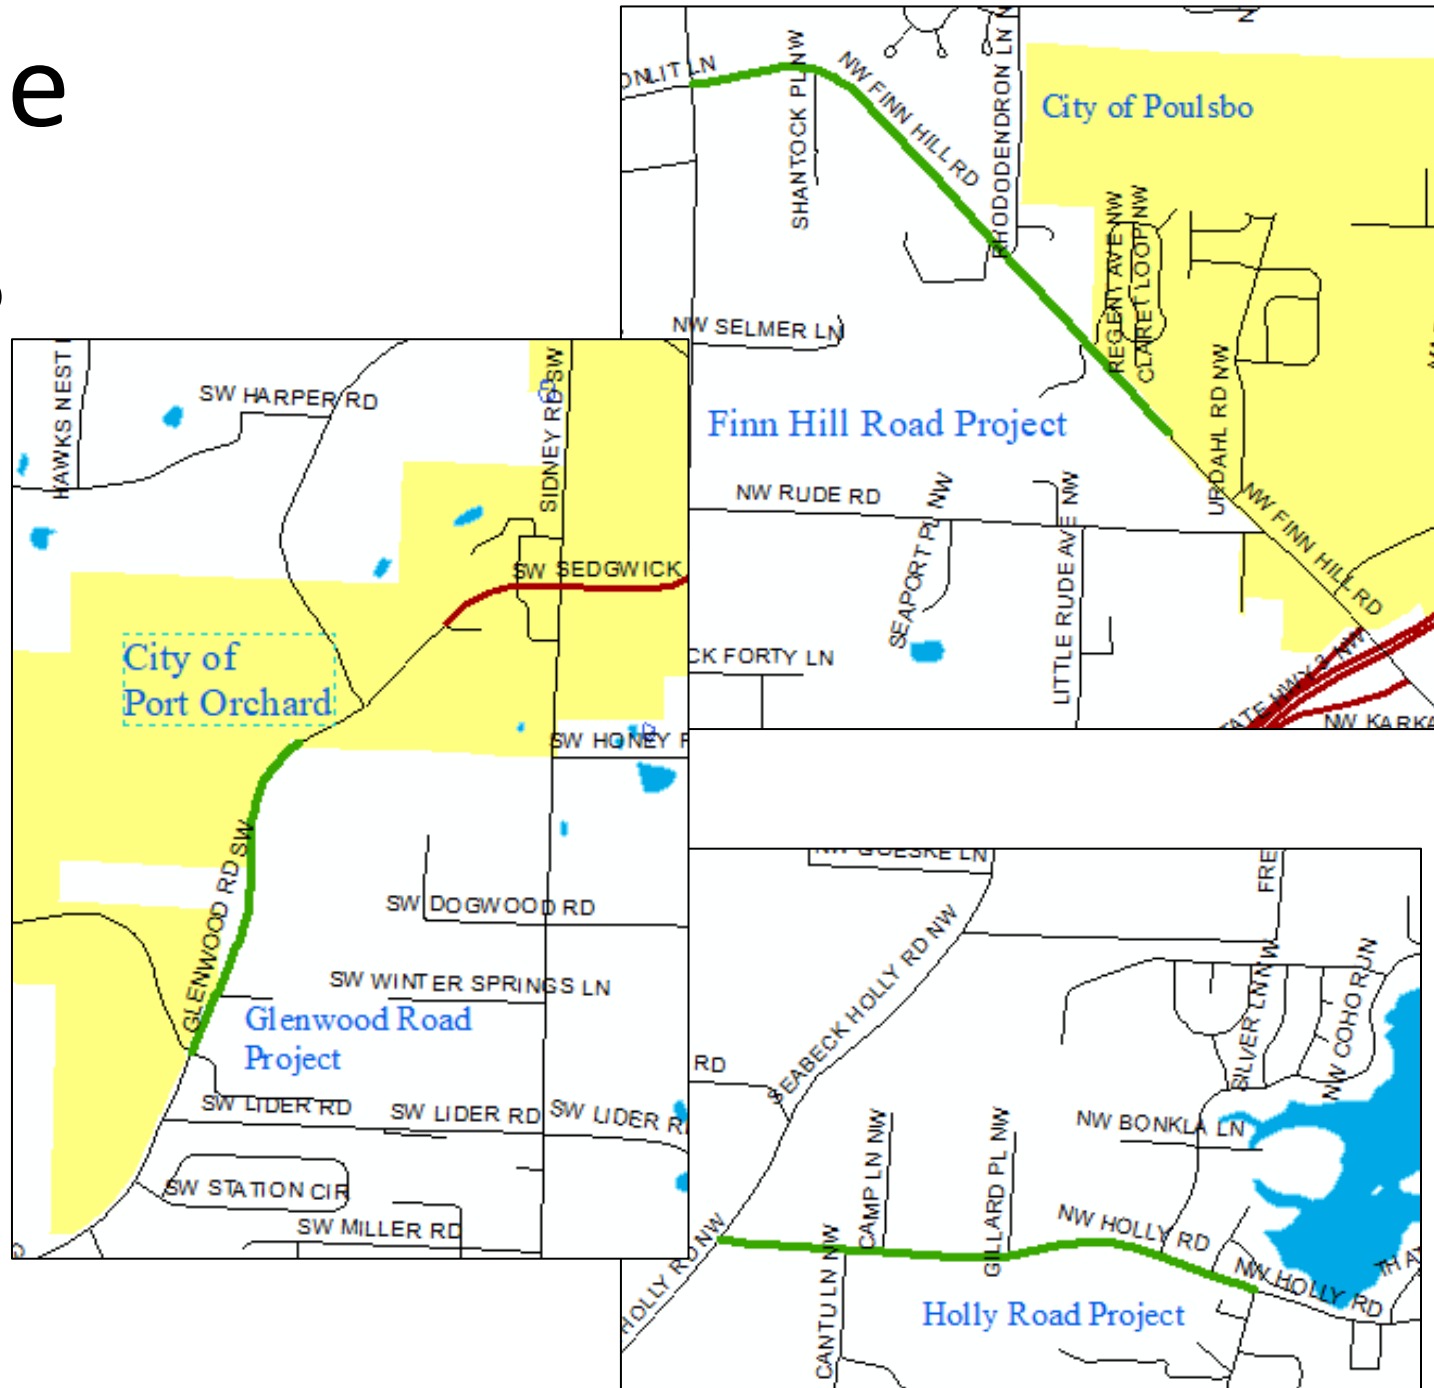 e
NW FINN HILL RD
SHANTOCK PL NW
RHODODENDRON LN N
City of Poulsbo
REGENT AVE NW
CLARET LOOP NW
NW SELMER LN
URDAHL RD NW
Finn Hill Road Project
NW RUDE RD
SEAPORT PL NW
LITTLE RUDE AVE NW
NW FINN HILL RD
CK FORTY LN
TATE HWY 3 NW
NW KARKA
HAWKS NEST
SW HARPER RD
SIDNEY RD SW
SW SEDGWICK
City of
Port Orchard
SW HONEY
GLENWOOD RD SW
SW DOGWOOD RD
SW WINTER SPRINGS LN
Glenwood Road
Project
SW LIDER RD
SW LIDER RD
SW LIDER R
SW STATION CIR
SW MILLER RD
FRE
SEABECK HOLLY RD NW
RD
SILVER LN NW
NW COHO RUN
NW BONKLA LN
CAMP LN NW
GILLARD PL NW
NW HOLLY RD
HOLLY RD NW
CANTU LN NW
NW HOLLY RD
THA
Holly Road Project